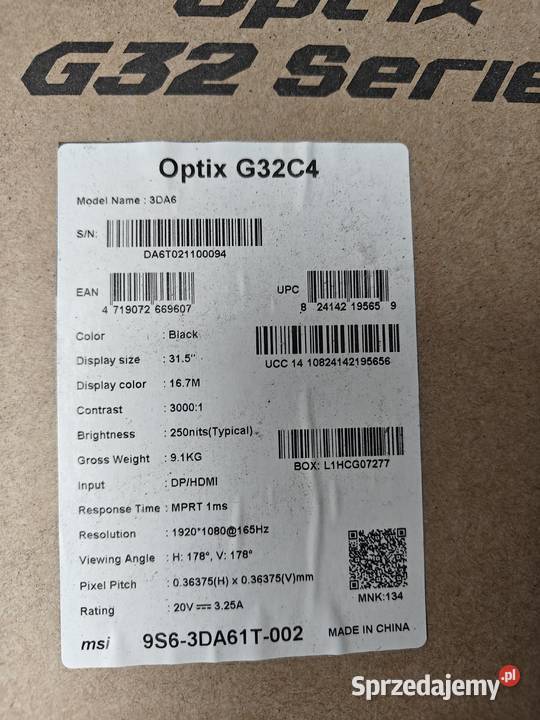 Optix
G32 Serie
Optix G32C4
Model Name : 3DA6
S/N:
DA6T021100094
EAN
4 719072 669607
UPC
8 24142 19565 9
Color : Black
UCC 14 10824142195656
Display size : 31.5"
Display color : 16.7M
Contrast : 3000:1
Brightness : 250nits(Typical)
Gross Weight : 9.1KG
BOX: L1HCG07277
Input : DP/HDMI
Response Time : MPRT 1ms
Resolution : 1920*1080@165Hz
Viewing Angle : H: 178°, V: 178°
Pixel Pitch : 0.36375(H) x 0.36375(V)mm
MNK:134
Rating : 20V ⎓ 3.25A
msi 9S6-3DA61T-002 MADE IN CHINA
Sprzedajemy.pl